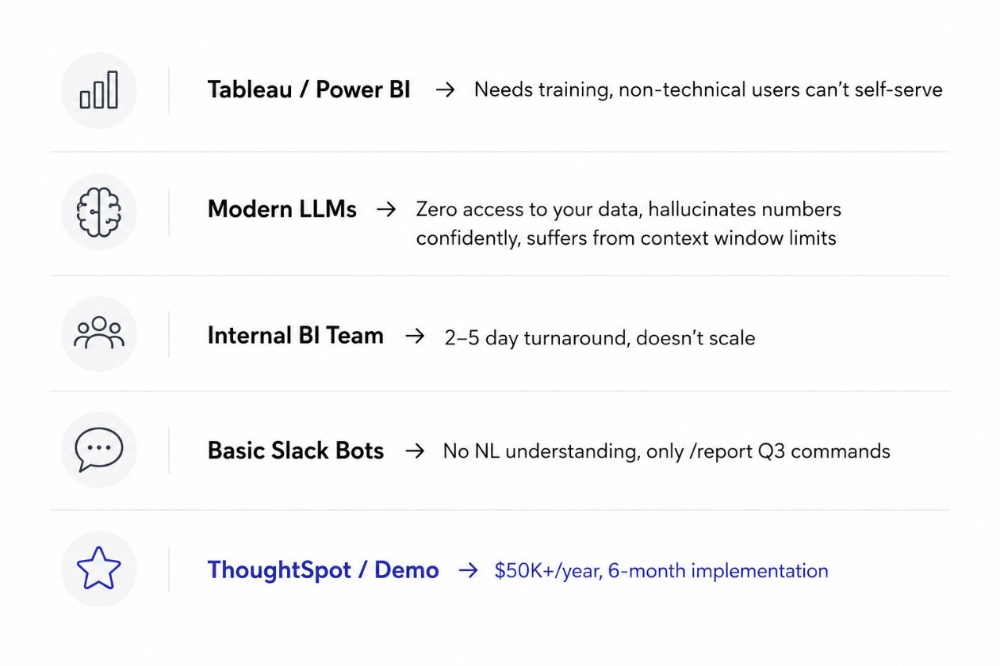 Tableau / Power BI → Needs training, non-technical users can’t self-serve
Modern LLMs → Zero access to your data, hallucinates numbers
confidently, suffers from context window limits
Internal BI Team → 2–5 day turnaround, doesn’t scale
Basic Slack Bots → No NL understanding, only /report Q3 commands
ThoughtSpot / Demo → $50K+/year, 6-month implementation